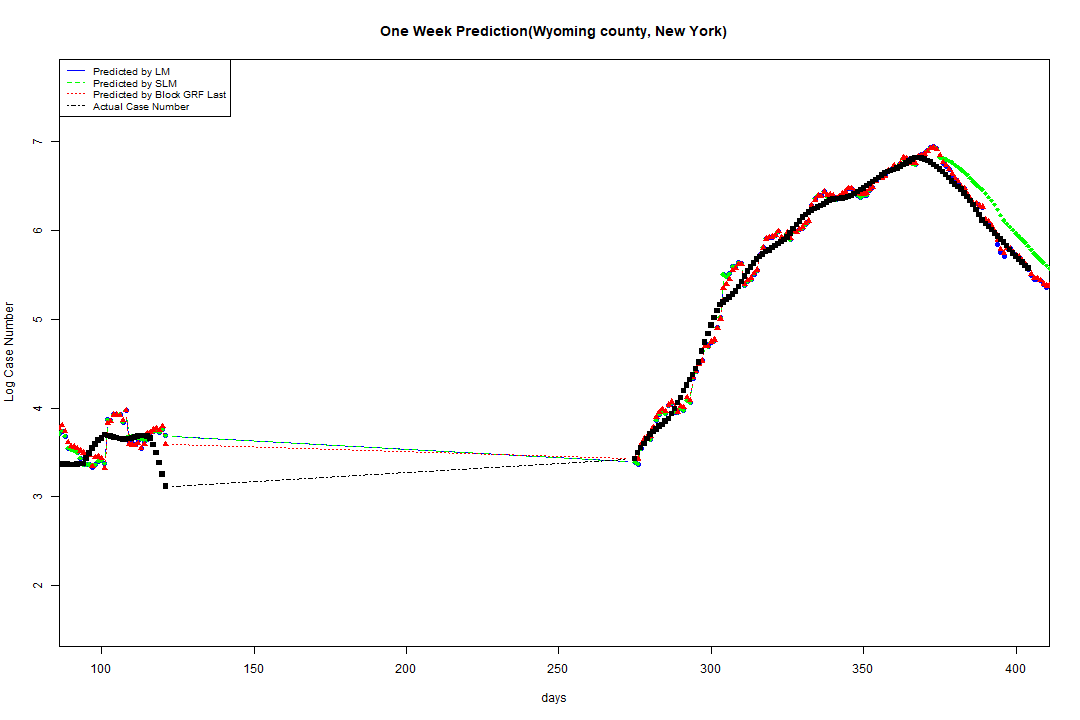 One Week Prediction(Wyoming county, New York)
Predicted by LM
Predicted by SLM
Predicted by Block GRF Last
Actual Case Number
7
6
5
4
3
2
Log Case Number
100 150 200 250 300 350 400
days